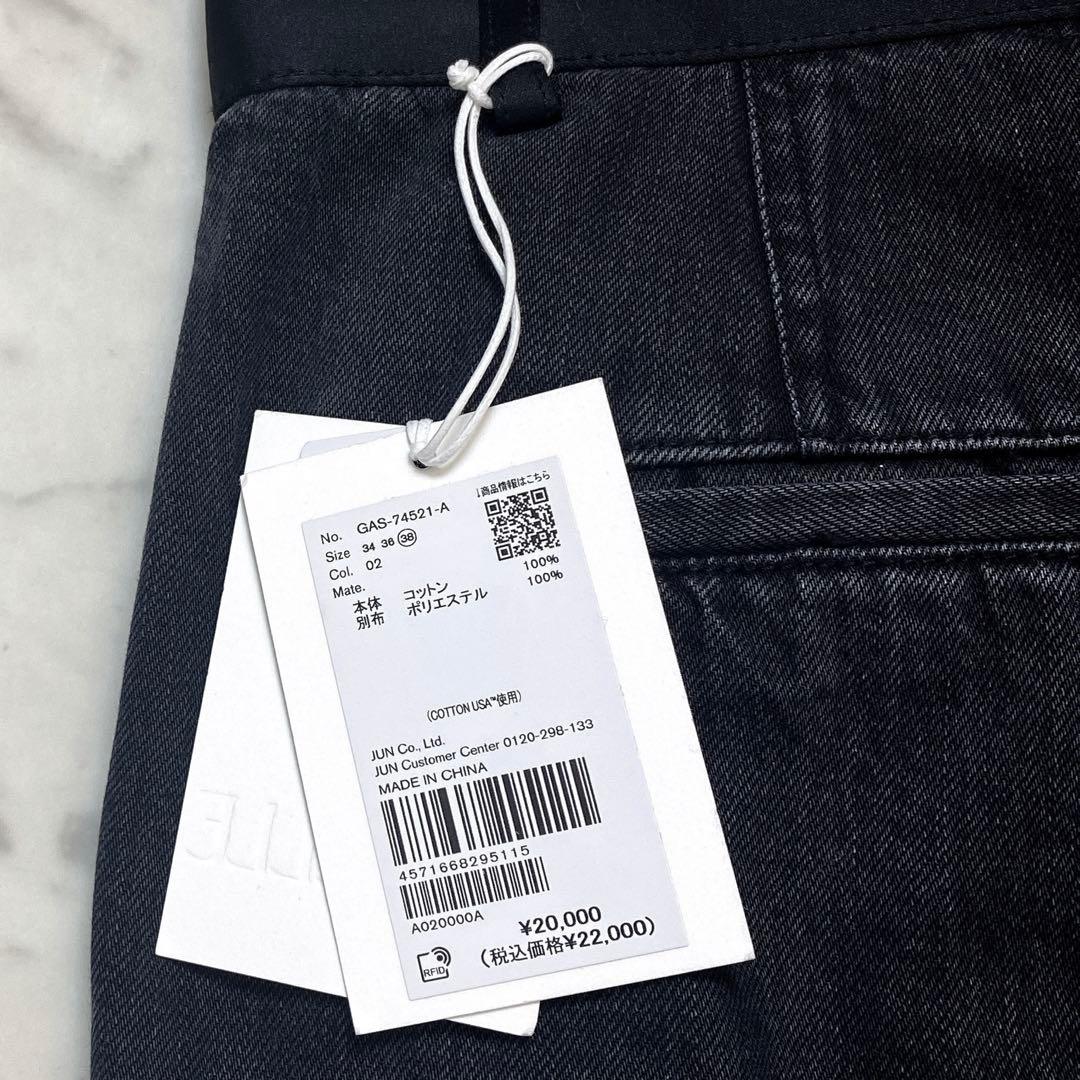 ↓商品情報はこちら
No. GAS-74521-A
Size 34 36 38
Col. 02
Mate.
本体 コットン 100%
別布 ポリエステル 100%
(COTTON USA™使用)
JUN Co., Ltd.
JUN Customer Center 0120-298-133
MADE IN CHINA
4571668295115
A020000A
¥20,000
(税込価格¥22,000)
RFID